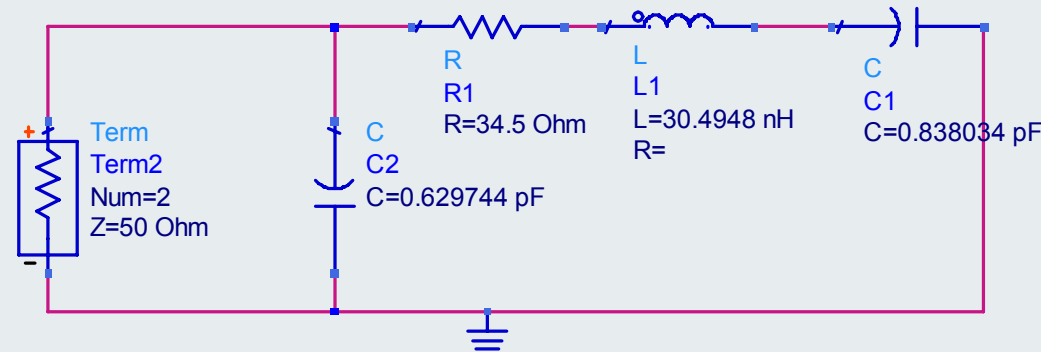 R
R1
R=34.5 Ohm
L
L1
L=30.4948 nH
R=
C
C1
C=0.838034 pF
+
Term
Term2
Num=2
Z=50 Ohm
-
C
C2
C=0.629744 pF